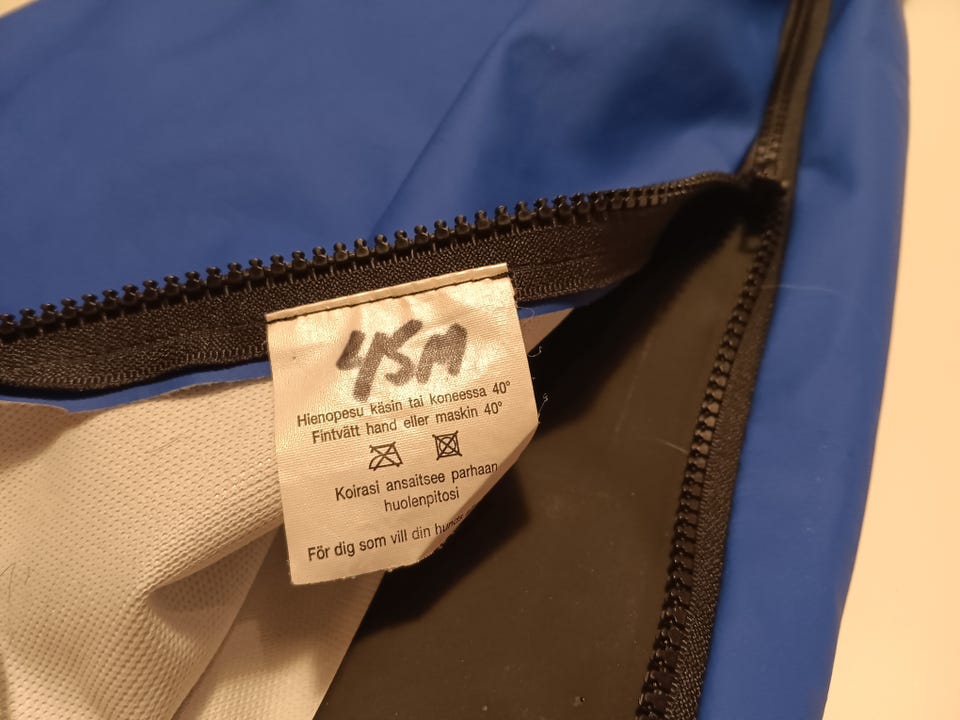 45M
Hienopesu käsin tai koneessa 40°
Fintvätt hand eller maskin 40°
Koirasi ansaitsee parhaan
huolenpitosi
För dig som vill din